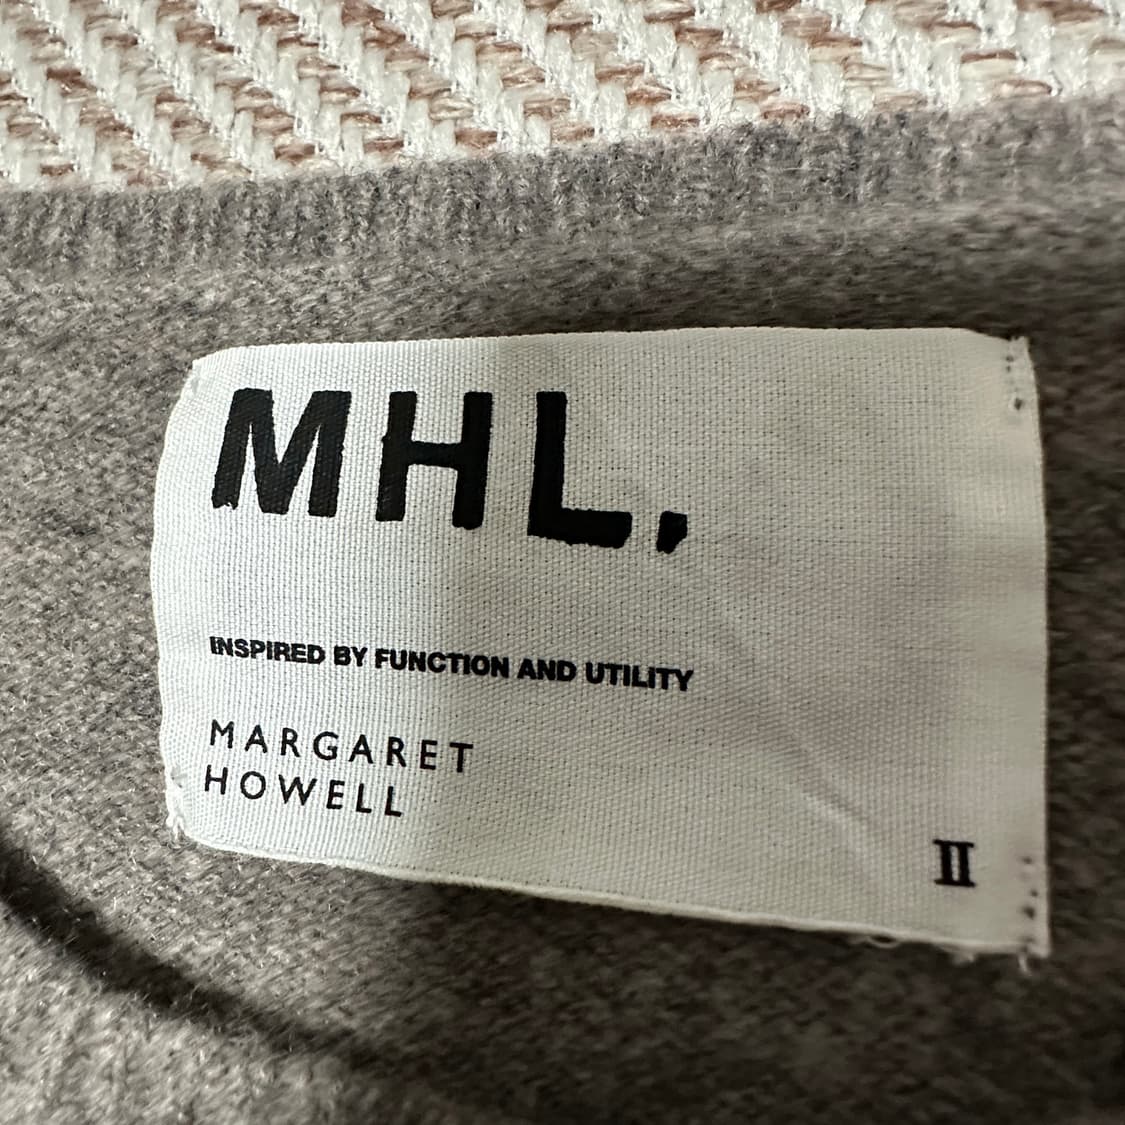 MHL.
INSPIRED BY FUNCTION AND UTILITY
MARGARET
HOWELL
II